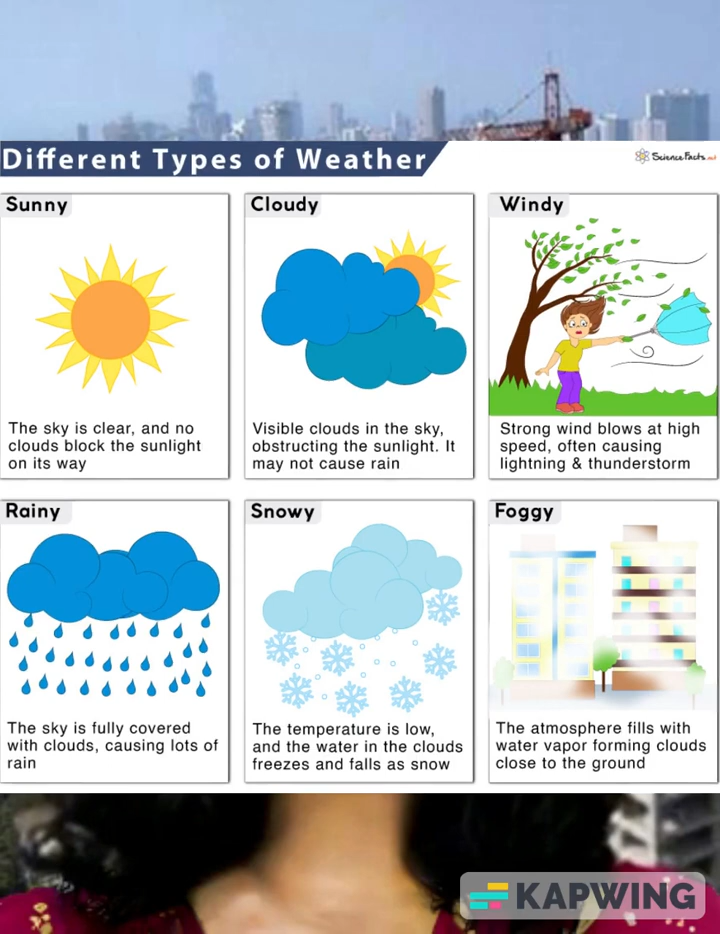 Different Types of Weather
ScienceFacts.net
Sunny
The sky is clear, and no
clouds block the sunlight
on its way
Cloudy
Visible clouds in the sky,
obstructing the sunlight. It
may not cause rain
Windy
Strong wind blows at high
speed, often causing
lightning & thunderstorm
Rainy
The sky is fully covered
with clouds, causing lots of
rain
Snowy
The temperature is low,
and the water in the clouds
freezes and falls as snow
Foggy
The atmosphere fills with
water vapor forming clouds
close to the ground
KAPWING